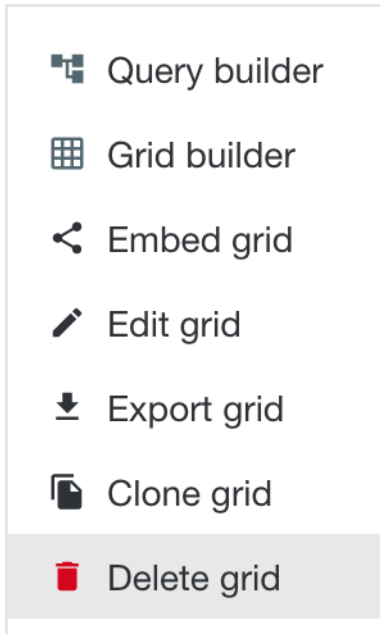 Query builder
Grid builder
Embed grid
Edit grid
Export grid
Clone grid
Delete grid